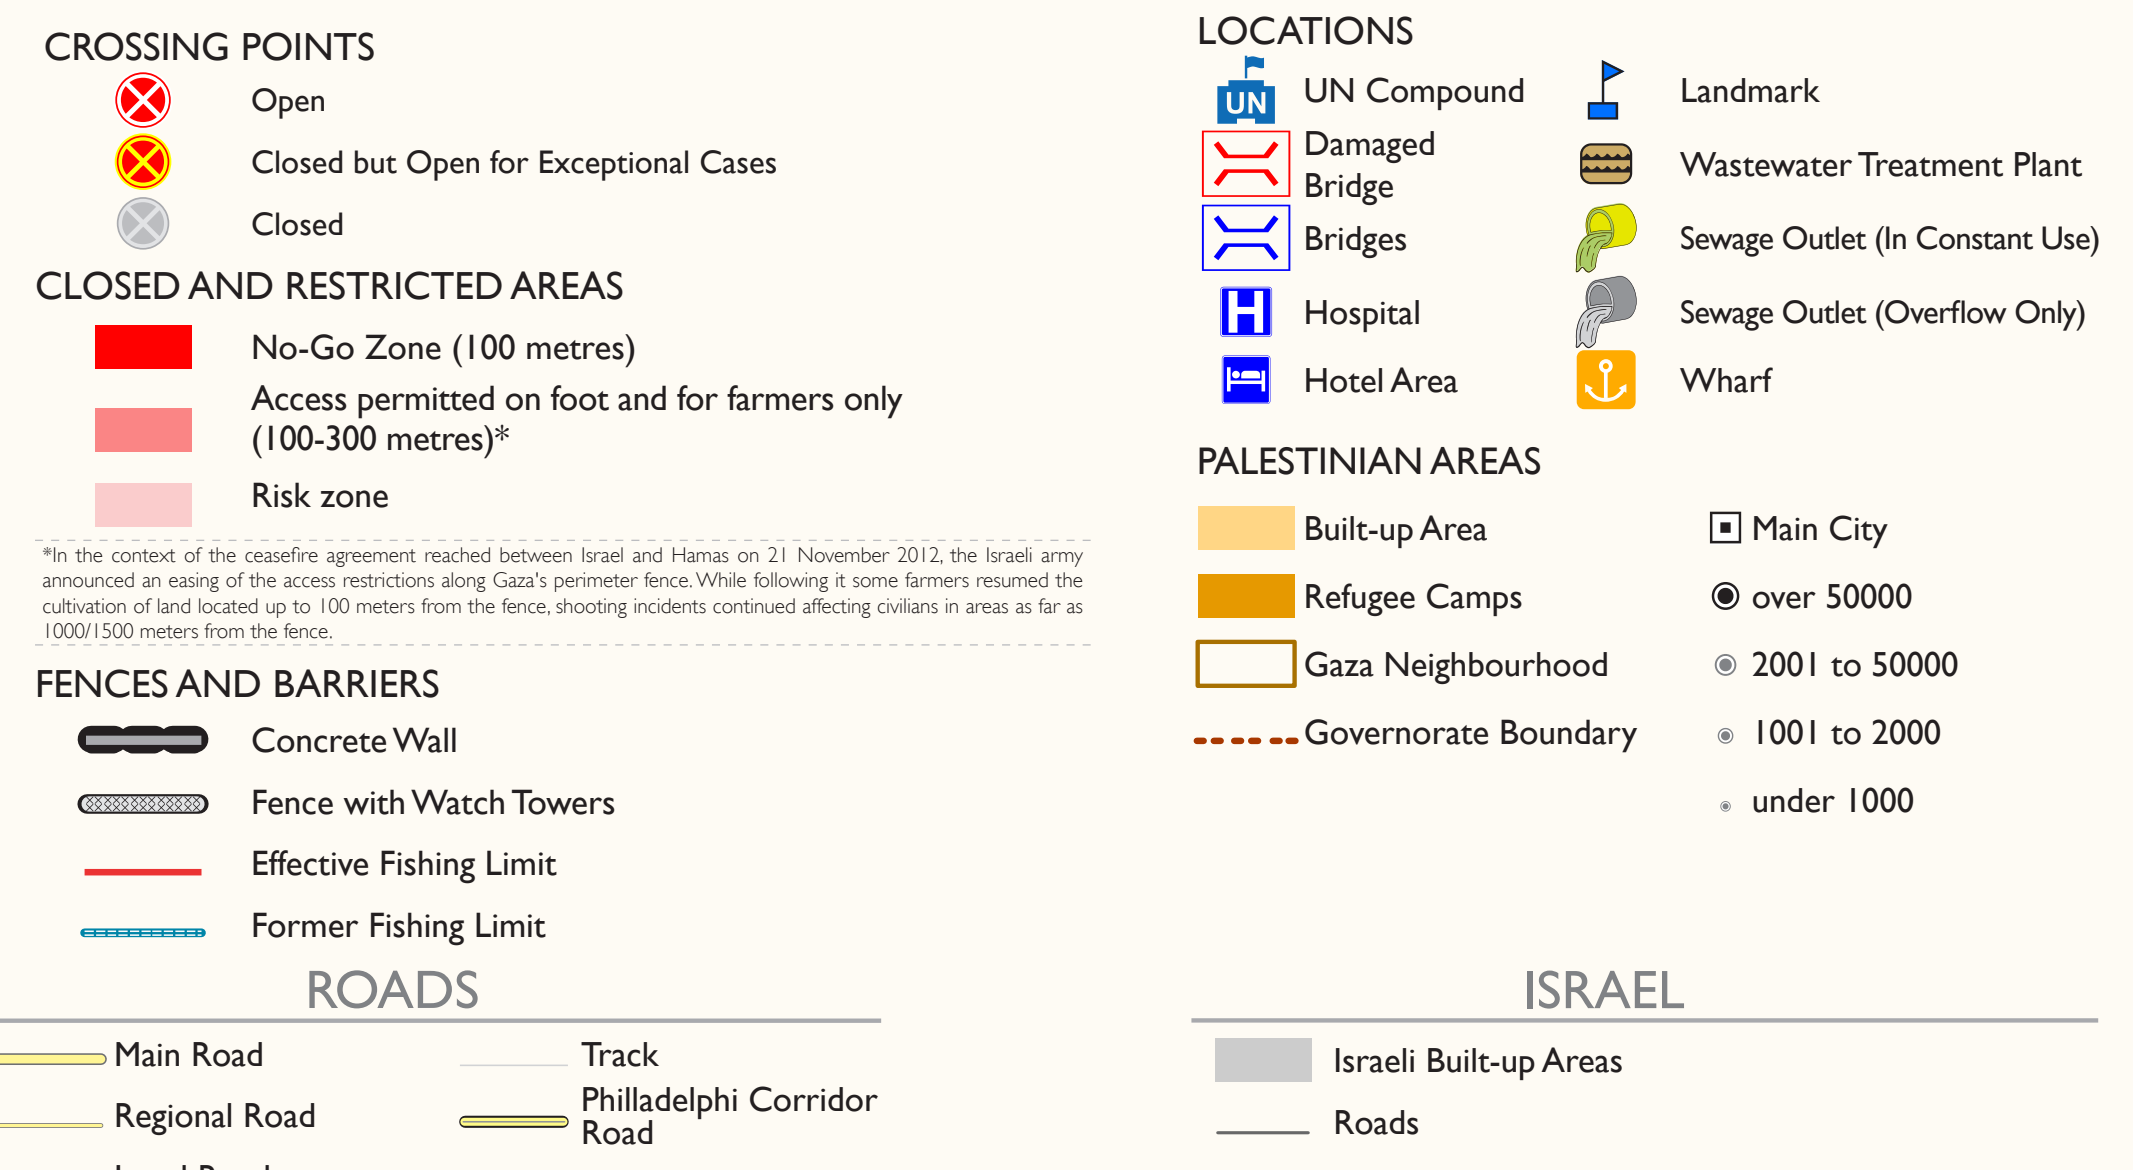 CROSSING POINTS
Open
Closed but Open for Exceptional Cases
Closed
CLOSED AND RESTRICTED AREAS
No-Go Zone (100 metres)
Access permitted on foot and for farmers only
(100-300 metres)*
Risk zone
*In the context of the ceasefire agreement reached between Israel and Hamas on 21 November 2012, the Israeli army
announced an easing of the access restrictions along Gaza's perimeter fence. While following it some farmers resumed the
cultivation of land located up to 100 meters from the fence, shooting incidents continued affecting civilians in areas as far as
1000/1500 meters from the fence.
FENCES AND BARRIERS
Concrete Wall
Fence with Watch Towers
Effective Fishing Limit
Former Fishing Limit
LOCATIONS
UN
UN Compound
Damaged
Bridge
Bridges
H
Hospital
Hotel Area
Landmark
Wastewater Treatment Plant
Sewage Outlet (In Constant Use)
Sewage Outlet (Overflow Only)
Wharf
PALESTINIAN AREAS
Built-up Area
Refugee Camps
Gaza Neighbourhood
Governorate Boundary
Main City
over 50000
2001 to 50000
1001 to 2000
under 1000
ROADS
Main Road
Regional Road
Track
Philladelphi Corridor
Road
ISRAEL
Israeli Built-up Areas
Roads